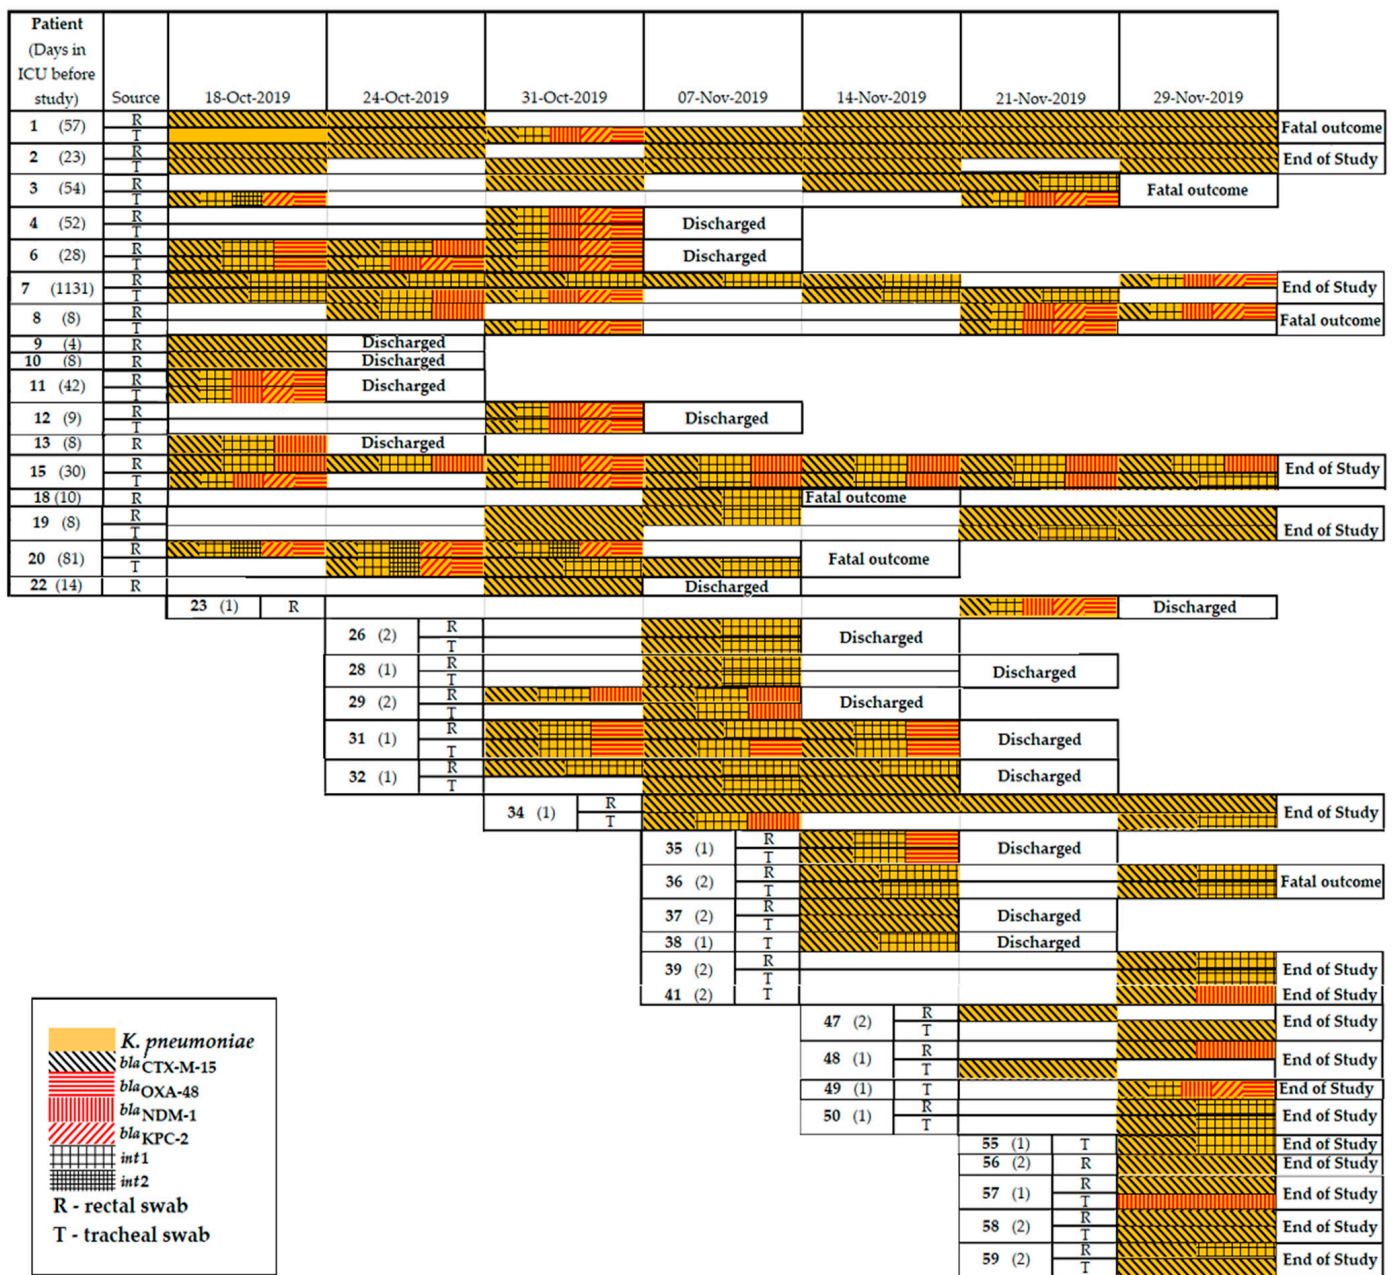 Patient
(Days in
ICU before
study) Source 18-Oct-2019 24-Oct-2019 31-Oct-2019 07-Nov-2019 14-Nov-2019 21-Nov-2019 29-Nov-2019
1 (57) R T Fatal outcome
2 (23) R T End of Study
3 (54) R T Fatal outcome
4 (52) R T Discharged
6 (28) R T Discharged
7 (1131) R T End of Study
8 (8) R T Fatal outcome
9 (4) R Discharged
10 (8) R Discharged
11 (42) R T Discharged
12 (9) R T Discharged
13 (8) R Discharged
15 (30) R T End of Study
18 (10) R Fatal outcome
19 (8) R T End of Study
20 (81) R T Fatal outcome
22 (14) R Discharged
23 (1) R Discharged
26 (2) R T Discharged
28 (1) R T Discharged
29 (2) R T Discharged
31 (1) R T Discharged
32 (1) R T Discharged
34 (1) R T End of Study
35 (1) R T Discharged
36 (2) R T Fatal outcome
37 (2) R T Discharged
38 (1) T Discharged
39 (2) R T End of Study
41 (2) T End of Study
47 (2) R T End of Study
48 (1) R T End of Study
49 (1) T End of Study
50 (1) R T End of Study
55 (1) T End of Study
56 (2) R End of Study
57 (1) R T End of Study
58 (2) R T End of Study
59 (2) R T End of Study
K. pneumoniae
bla CTX-M-15
bla OXA-48
bla NDM-1
bla KPC-2
int1
int2
R - rectal swab
T - tracheal swab